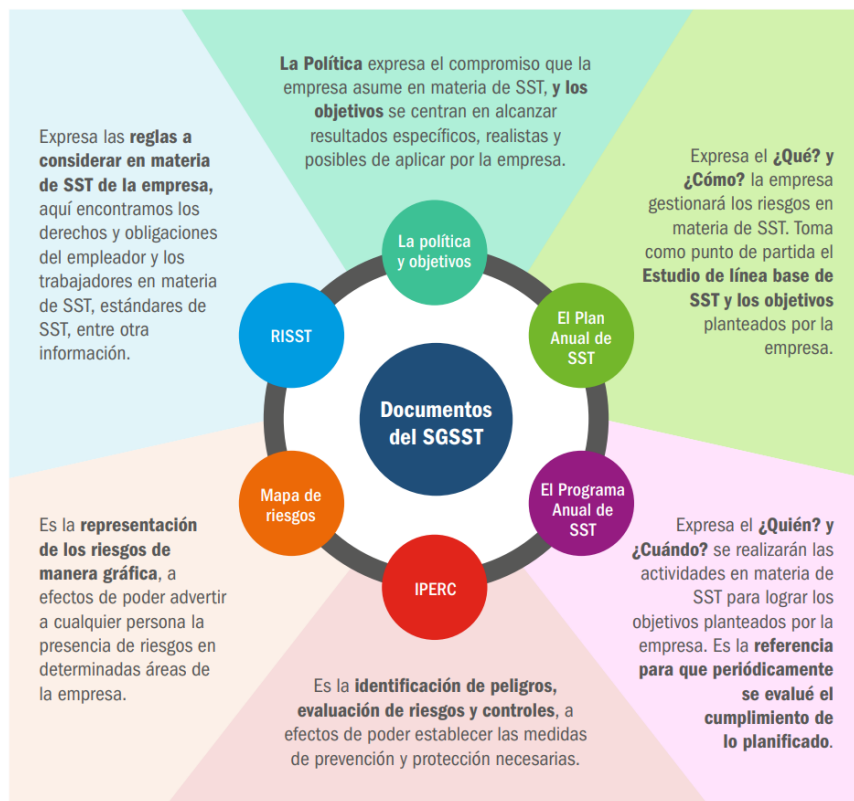 La Política expresa el compromiso que la
empresa asume en materia de SST, y los
objetivos se centran en alcanzar
resultados específicos, realistas y
posibles de aplicar por la empresa.
Expresa las reglas a
considerar en materia
de SST de la empresa,
aquí encontramos los
derechos y obligaciones
del empleador y los
trabajadores en materia
de SST, estándares de
SST, entre otra
información.
Expresa el ¿Qué? y
¿Cómo? la empresa
gestionará los riesgos en
materia de SST. Toma
como punto de partida el
Estudio de línea base de
SST y los objetivos
planteados por la
empresa.
La política
y objetivos
RISST
El Plan
Anual de
SST
Documentos
del SGSST
Mapa de
riesgos
El Programa
Anual de
SST
IPERC
Es la representación
de los riesgos de
manera gráfica, a
efectos de poder advertir
a cualquier persona la
presencia de riesgos en
determinadas áreas de
la empresa.
Expresa el ¿Quién? y
¿Cuándo? se realizarán las
actividades en materia de
SST para lograr los
objetivos planteados por la
empresa. Es la referencia
para que periódicamente
se evalué el
cumplimiento de
lo planificado.
Es la identificación de peligros,
evaluación de riesgos y controles, a
efectos de poder establecer las medidas
de prevención y protección necesarias.